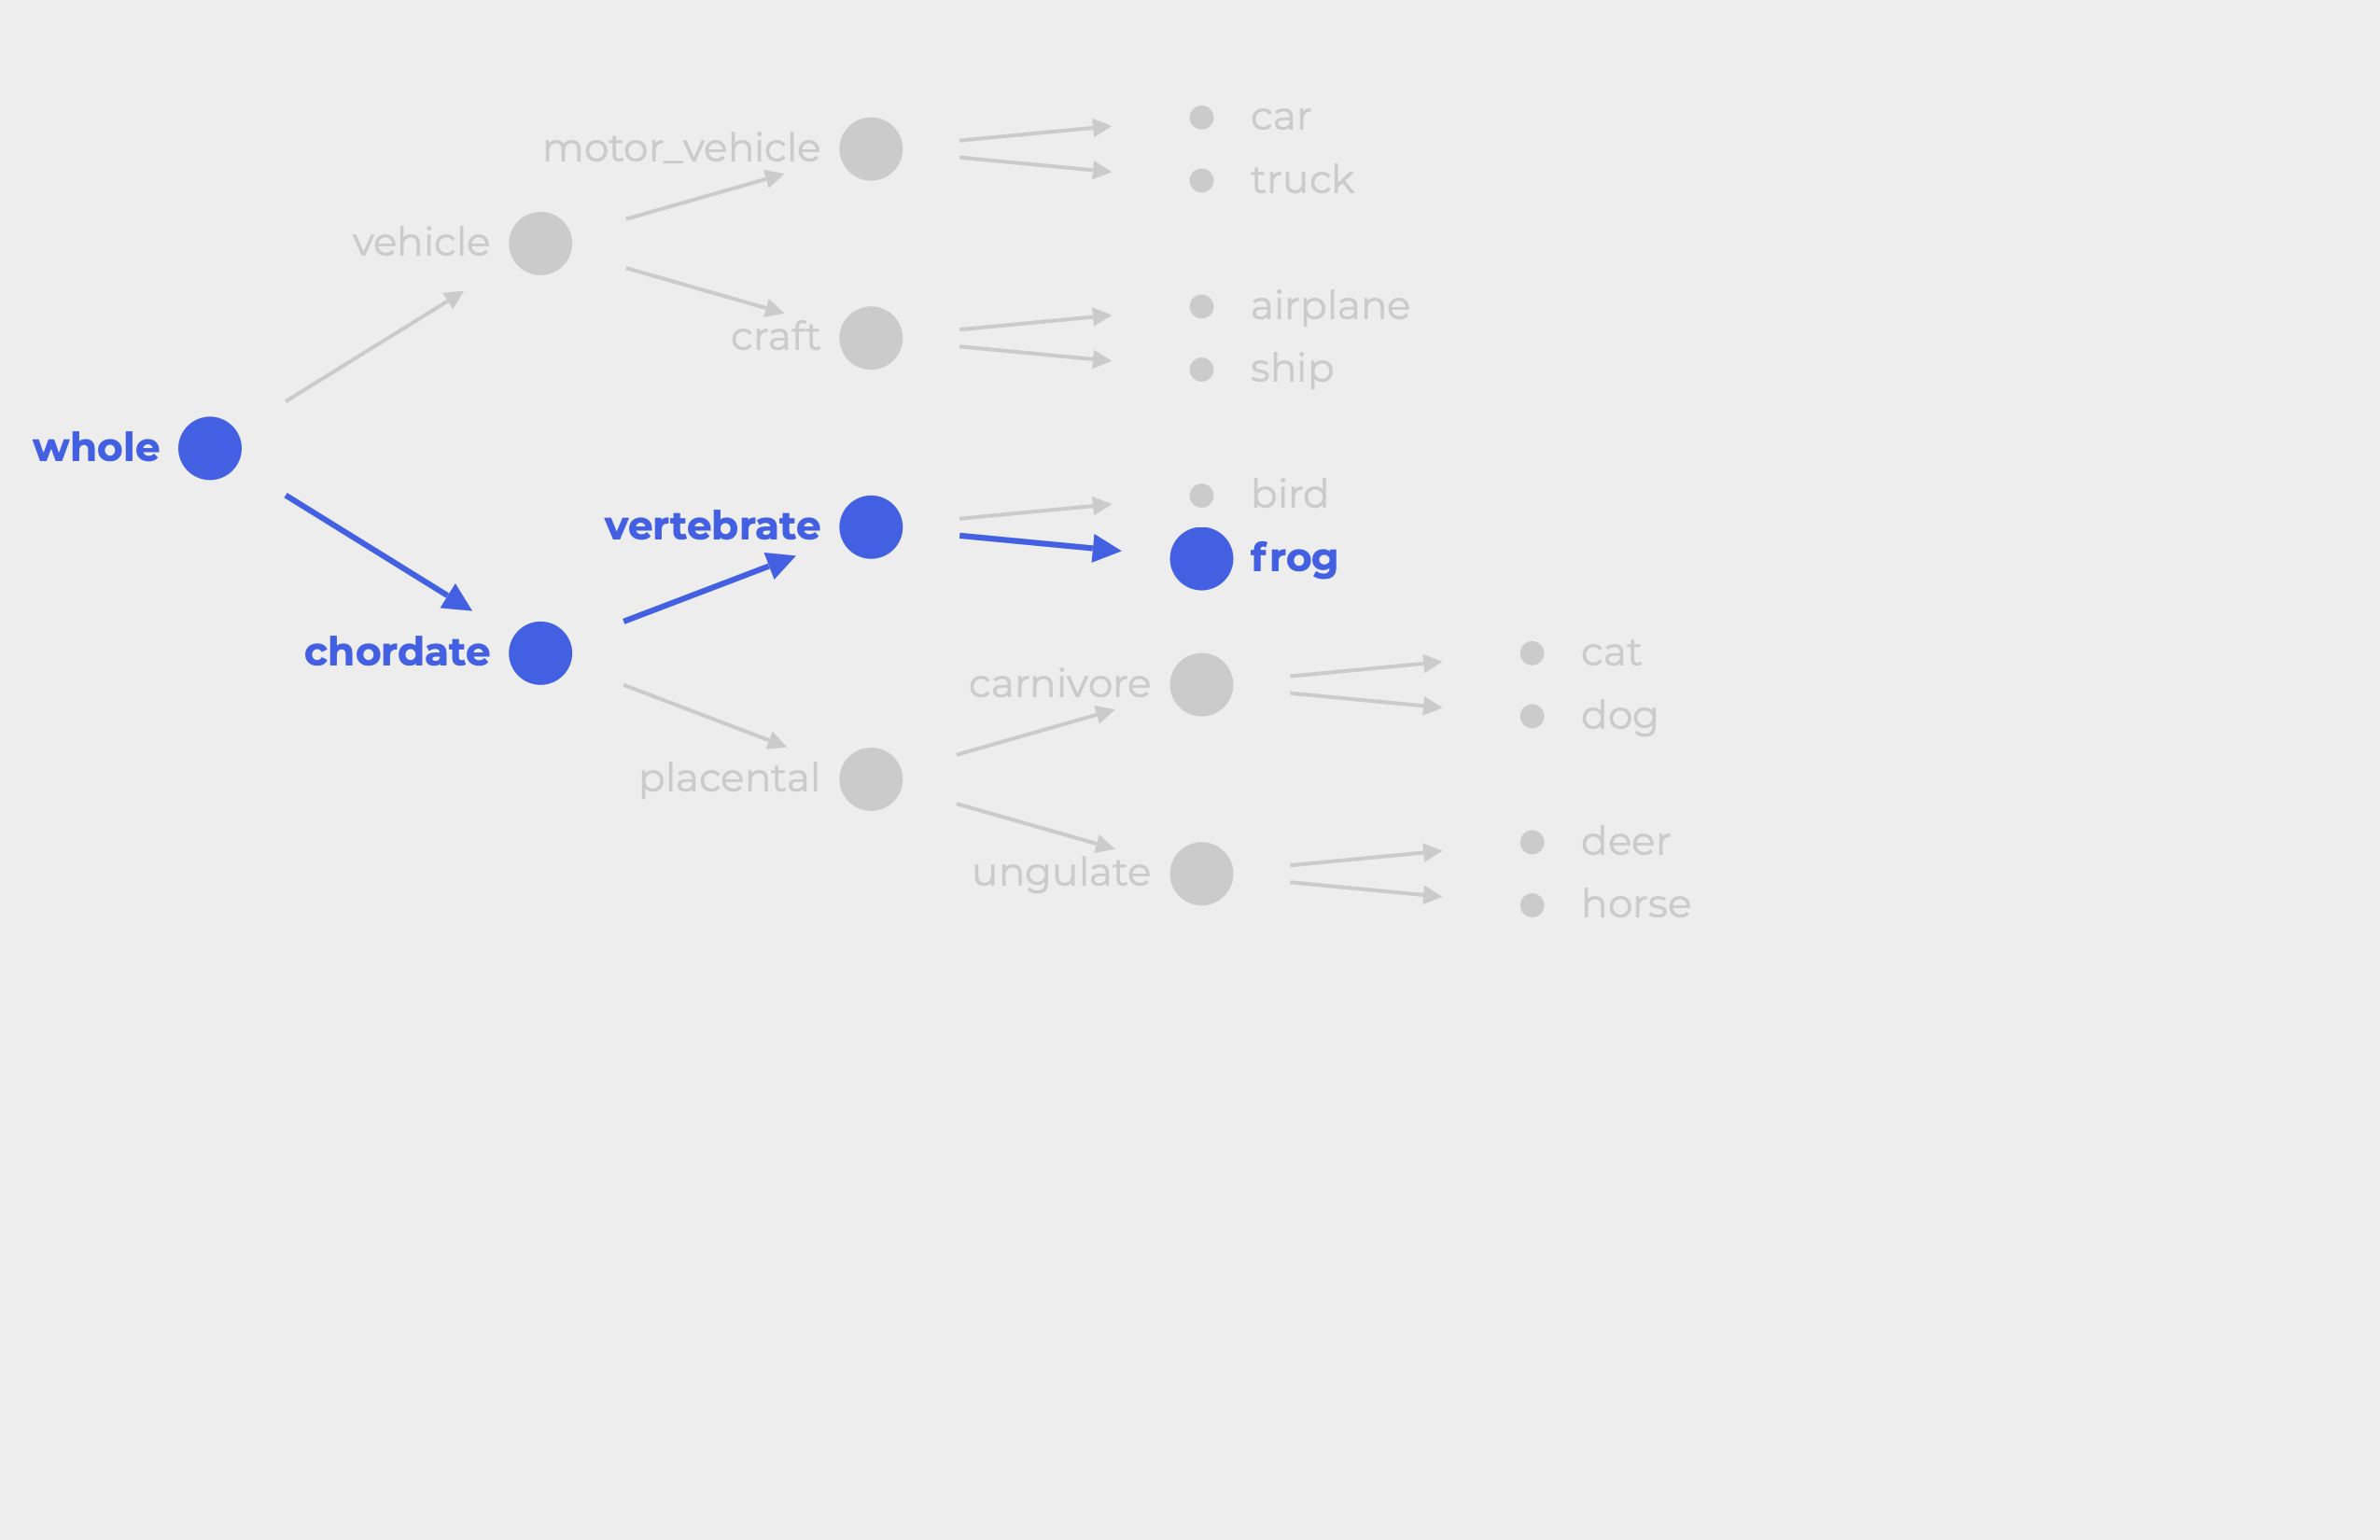 car
motor_vehicle
truck
vehicle
airplane
craft
ship
whole
bird
vertebrate
frog
chordate
cat
carnivore
dog
placental
deer
ungulate
horse